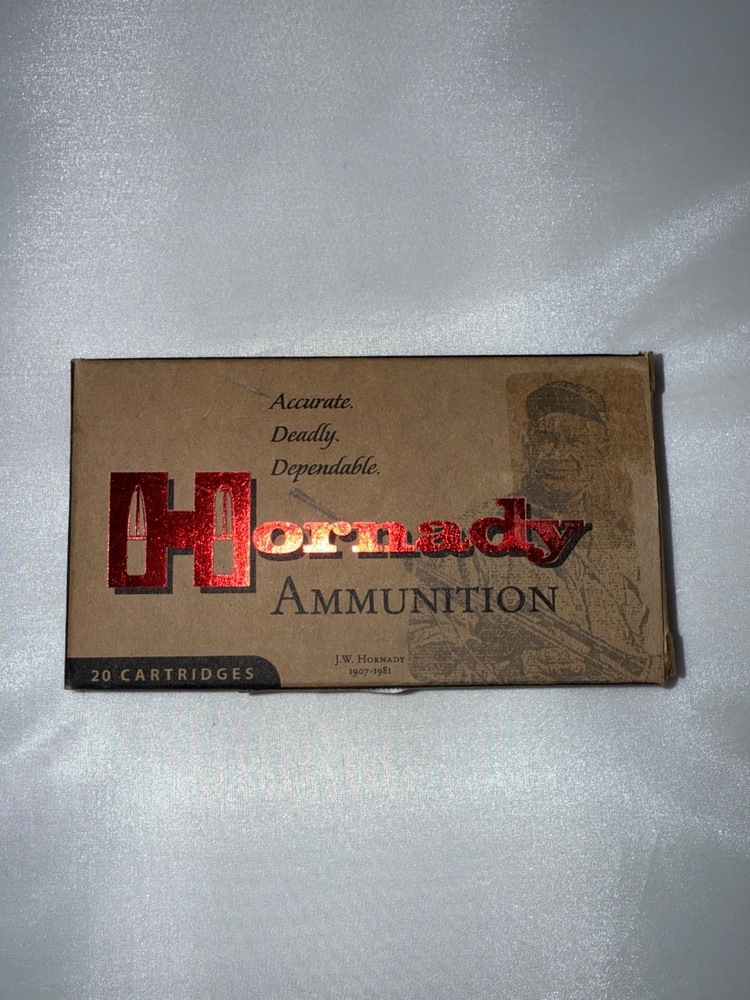 Accurate.
Deadly.
Dependable.
Hornady
AMMUNITION
J.W. HORNADY
1907-1981
20 CARTRIDGES